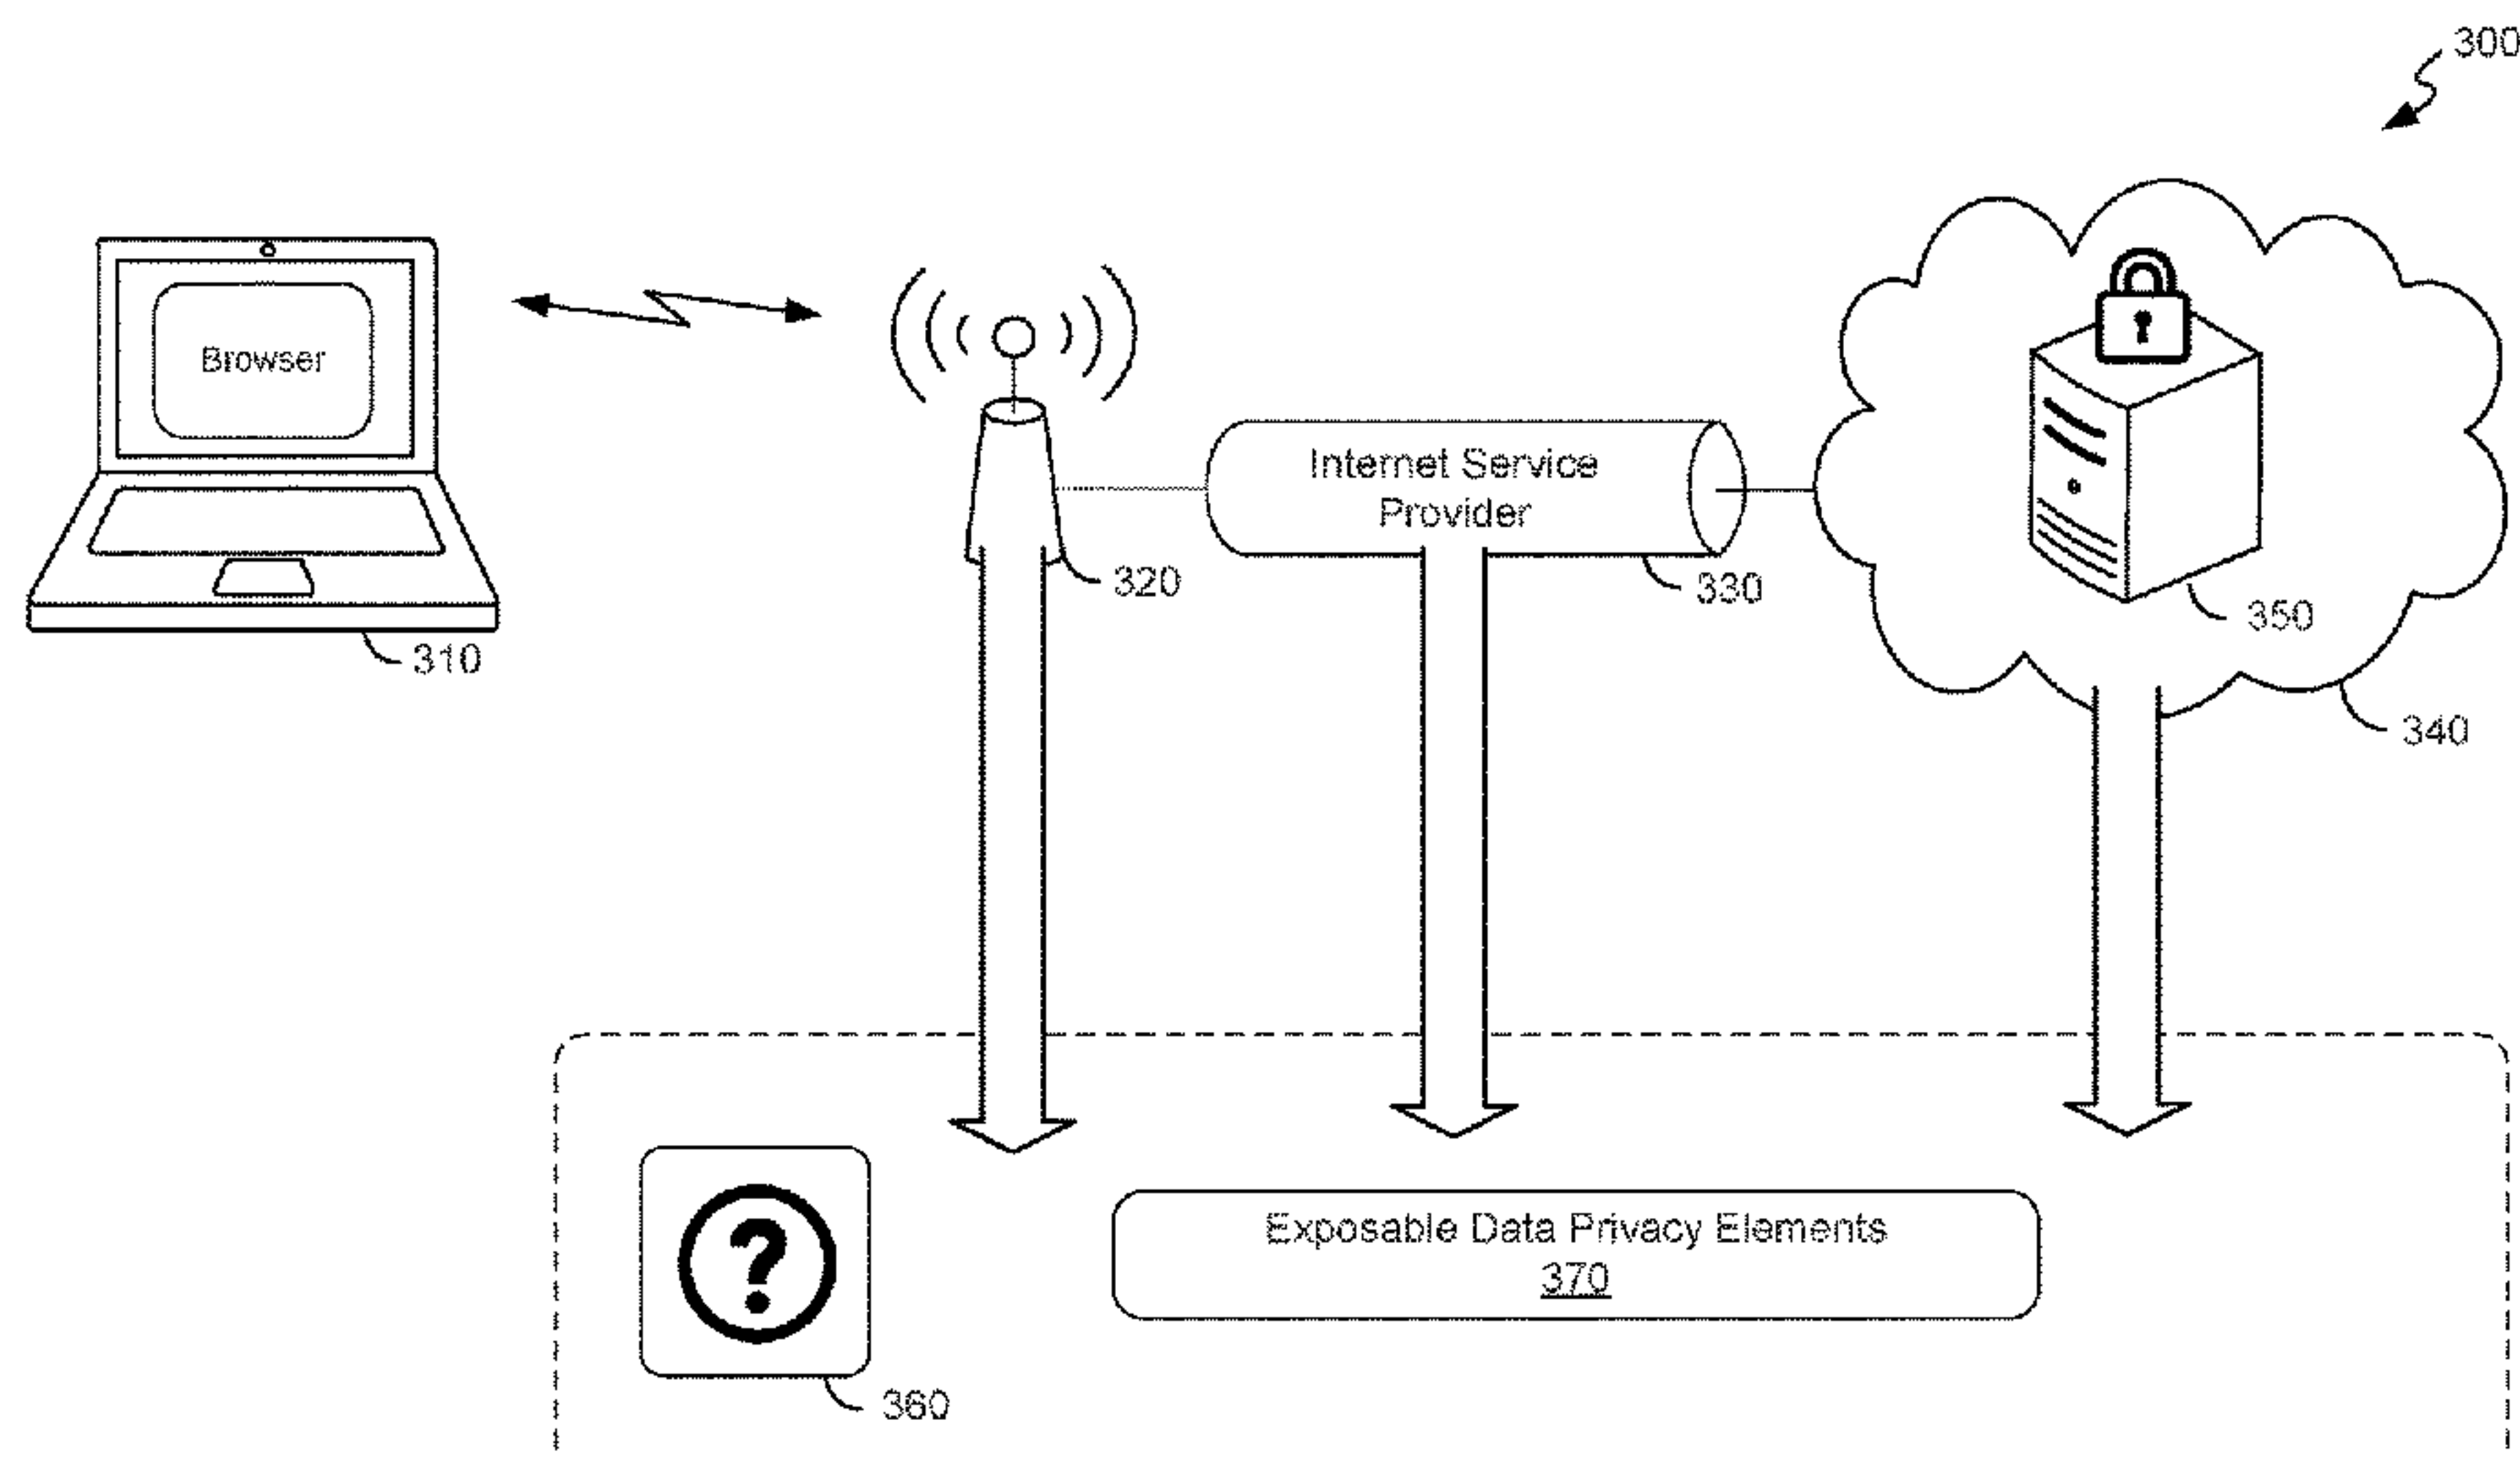 300
Browser
Internet Service
Provider
320
330
350
310
340
?
Exposable Data Privacy Elements
370
360